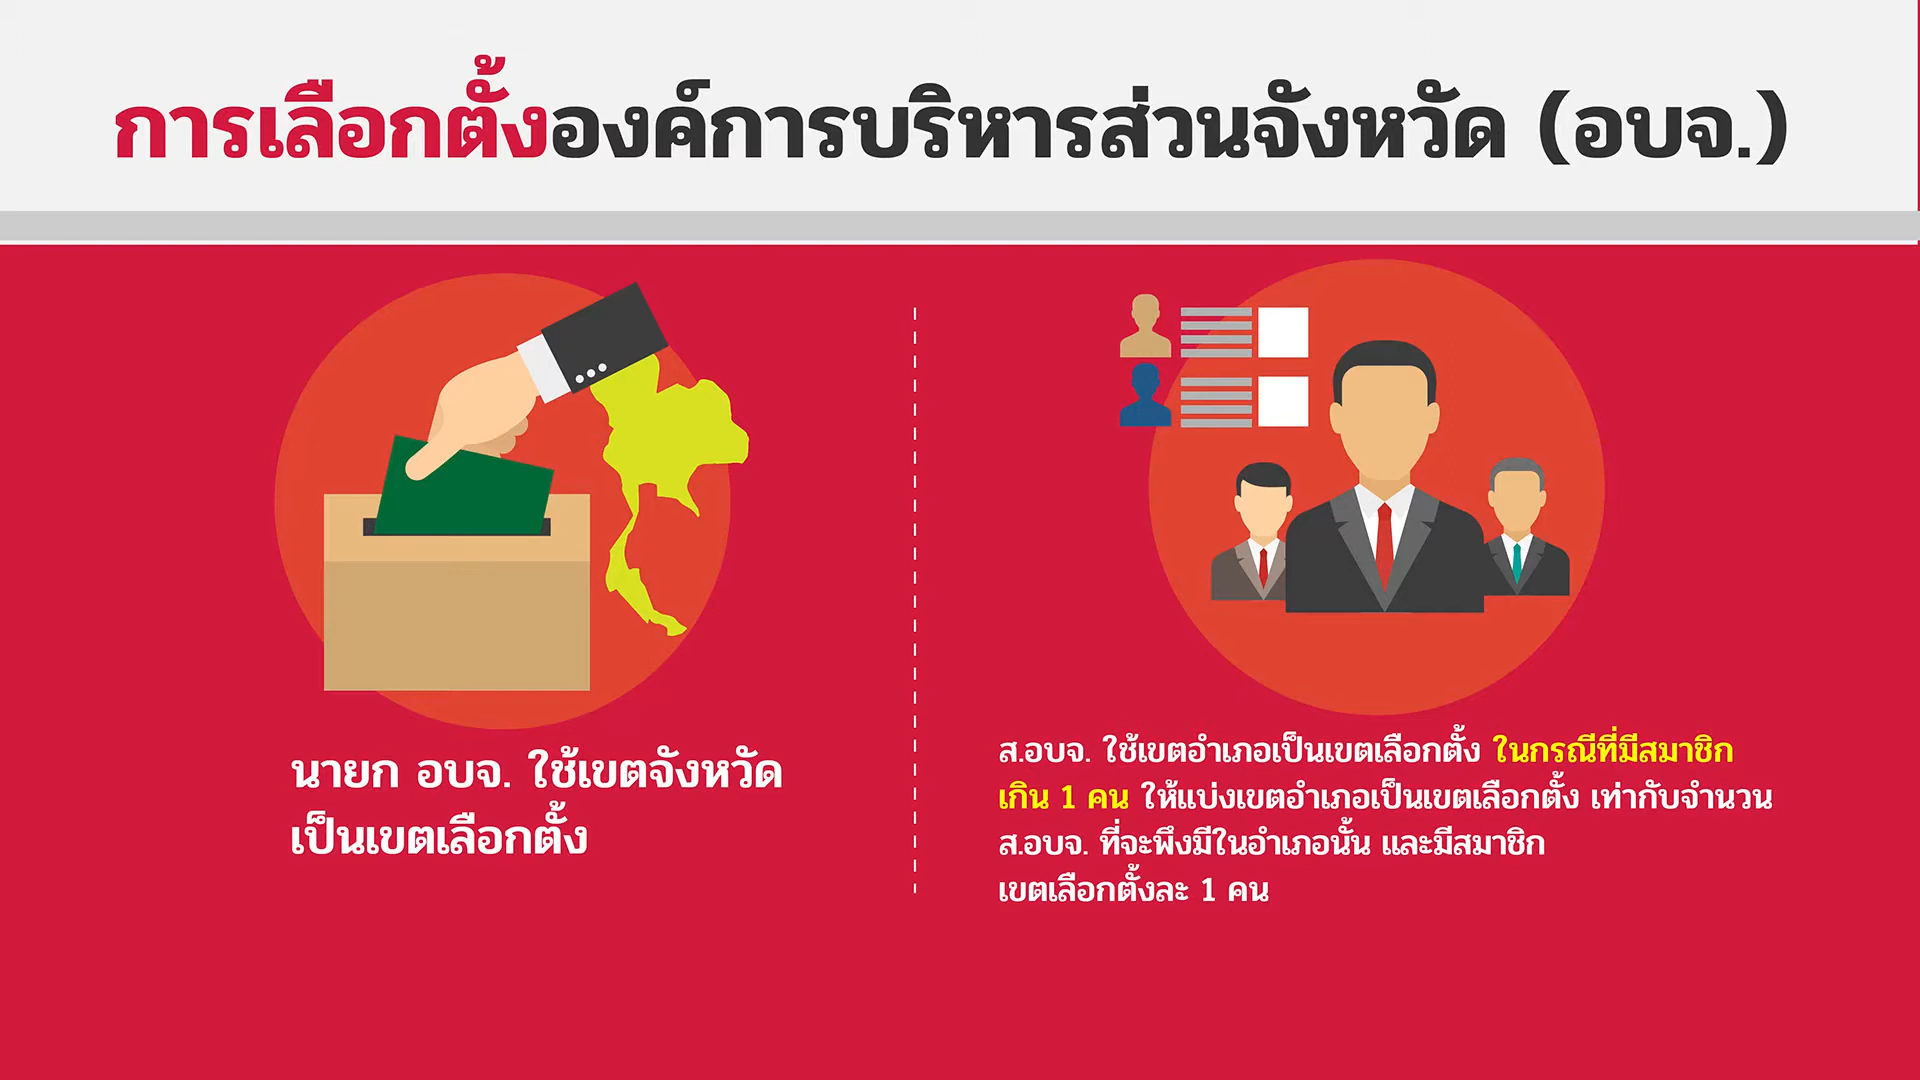 การเลือกตั้งองค์การบริหารส่วนจังหวัด (อบจ.)
นายก อบจ. ใช้เขตจังหวัด
เป็นเขตเลือกตั้ง
ส.อบจ. ใช้เขตอำเภอเป็นเขตเลือกตั้ง ในกรณีที่มีสมาชิก
เกิน 1 คน ให้แบ่งเขตอำเภอเป็นเขตเลือกตั้ง เท่ากับจำนวน
ส.อบจ. ที่จะพึงมีในอำเภอนั้น และมีสมาชิก
เขตเลือกตั้งละ 1 คน